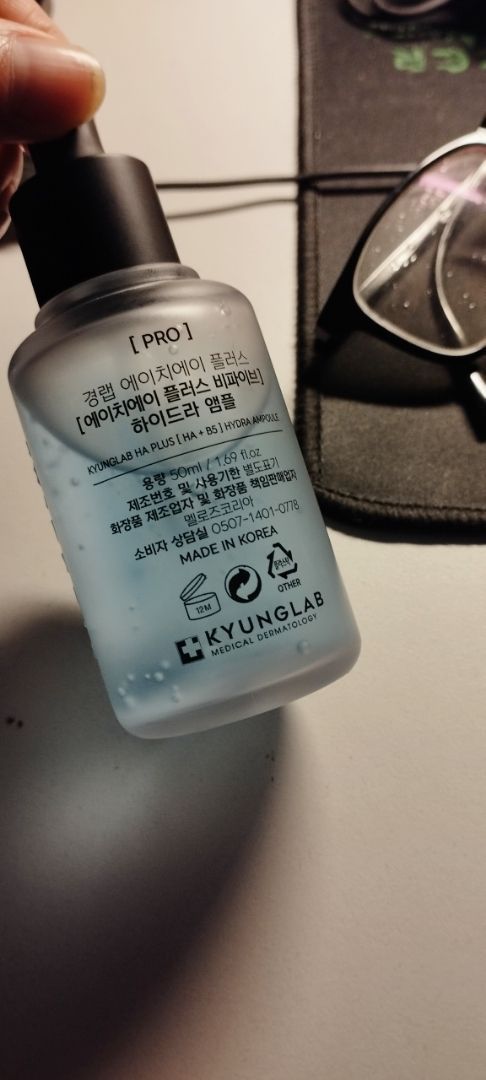 [ PRO ]
경랩 에이치에이 플러스
[에이치에이 플러스 비파이브]
하이드라 앰플
KYUNGLAB HA PLUS [ HA + B5 ] HYDRA AMPOULE
용량 50ml / 1.69 fl.oz
제조번호 및 사용기한 별도표기
화장품 제조업자 및 화장품 책임판매업자
멜로즈코리아
소비자 상담실 0507-1401-0778
MADE IN KOREA
12M
OTHER
KYUNGLAB
MEDICAL DERMATOLOGY